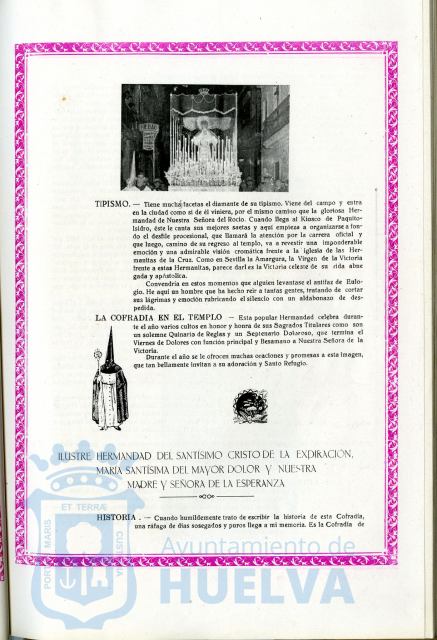 TIPISMO. — Tiene muchas facetas el diamante de su tipismo. Viene del campo y entra
en la ciudad como si de él viniera, por el mismo camino que la gloriosa Her-
mandad de Nuestra Señora del Rocío. Cuando llega al Kiosco de Paquito-
Isidro, éste le canta sus mejores saetas y aquí empieza a organizarse a fon-
do el desfile procesional, que llamará la atención por la carrera oficial y
que luego, camino de su regreso al templo, va a revestir una imponderable
emoción y una admirable visión cromática frente a la iglesia de las Her-
manitas de la Cruz. Como en Sevilla la Amargura, la Virgen de la Victoria
frente a estas Hermanitas, parece darles la Victoria celeste de su vida abne
gada y apóstolica.
Convendría en estos momentos que alguien levantase el antifaz de Eulo-
gio. He aquí un hombre que ha hecho reir a tantas gentes, tratando de cortar
sus lágrimas y emoción rubricando el silencio con un aldabonazo de des-
pedida.
LA COFRADIA EN EL TEMPLO — Esta popular Hermandad celebra duran-
te el año varios cultos en honor y honra de sus Sagrados Titulares como son
un solemne Quinario de Reglas y un Septenario Doloroso, que termina el
Viernes de Dolores con función principal y Besamano a Nuestra Señora de la
Victoria.
Durante el año se le ofrecen muchas oraciones y promesas a esta imagen,
que tan bellamente invitan a su adoración y Santo Refugio.
ILUSTRE HERMANDAD DEL SANTÍSIMO CRISTO DE LA EXPIRACIÓN,
MARIA SANTÍSIMA DEL MAYOR DOLOR Y NUESTRA
MADRE Y SEÑORA DE LA ESPERANZA
HISTORIA. — Cuando humildemente trato de escribir la historia de esta Cofradía,
una ráfaga de días sosegados y puros llega a mi memoria. Es la Cofradía de
PORTUS MARIS
ET TERRAE
CUSTODIA
Ayuntamiento de
HUELVA